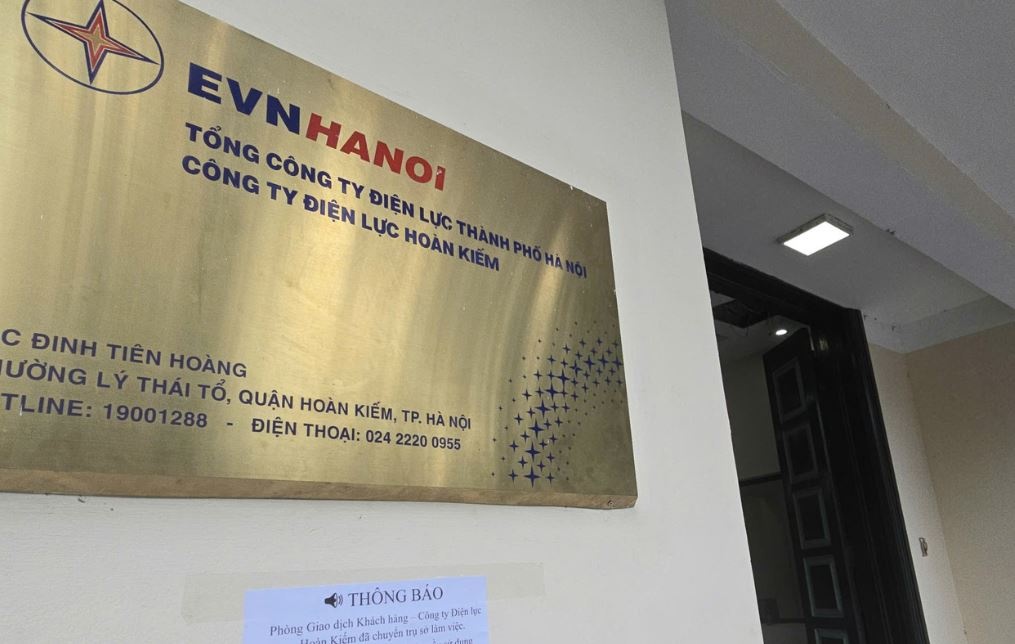 EVNHANOI
TỔNG CÔNG TY ĐIỆN LỰC THÀNH PHỐ HÀ NỘI
CÔNG TY ĐIỆN LỰC HOÀN KIẾM
ĐINH TIÊN HOÀNG
LÝ THÁI TỔ, QUẬN HOÀN KIẾM, TP. HÀ NỘI
TLINE: 19001288 - ĐIỆN THOẠI: 024 2220 0955
THÔNG BÁO
Phòng Giao dịch Khách hàng – Công ty Điện lực
Hoàn Kiếm đã chuyển trụ sở làm việc.